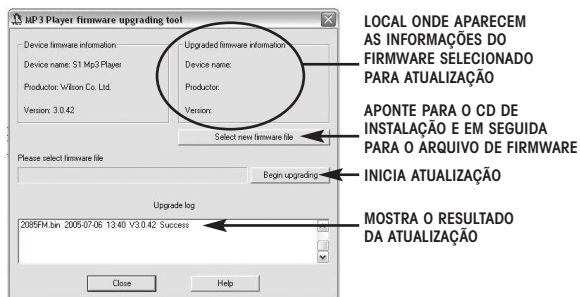 MP3 Player firmware upgrading tool
Device firmware information
Device name: S1 Mp3 Player
Productor: Wilson Co. Ltd.
Version: 3.0.42
Upgraded firmware information
Device name:
Productor:
Version:
Select new firmware file
Please select firmware file
Begin upgrading
Upgrade log
2085FM.bin 2005-07-06 13:40 V3.0.42 Success
Close
Help
LOCAL ONDE APARECEM
AS INFORMAÇÕES DO
FIRMWARE SELECIONADO
PARA ATUALIZAÇÃO
APONTE PARA O CD DE
INSTALAÇÃO E EM SEGUIDA
PARA O ARQUIVO DE FIRMWARE
INICIA ATUALIZAÇÃO
MOSTRA O RESULTADO
DA ATUALIZAÇÃO